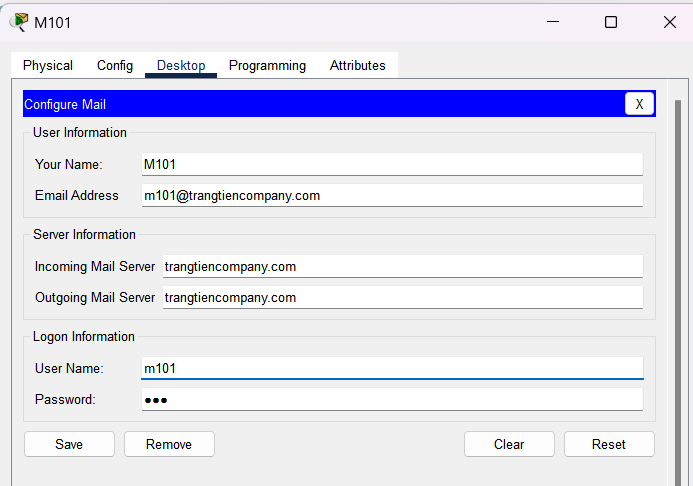 M101
Physical Config Desktop Programming Attributes
Configure Mail X
User Information
Your Name: M101
Email Address m101@trangtiencompany.com
Server Information
Incoming Mail Server trangtiencompany.com
Outgoing Mail Server trangtiencompany.com
Logon Information
User Name: m101
Password: ●●●
Save Remove Clear Reset